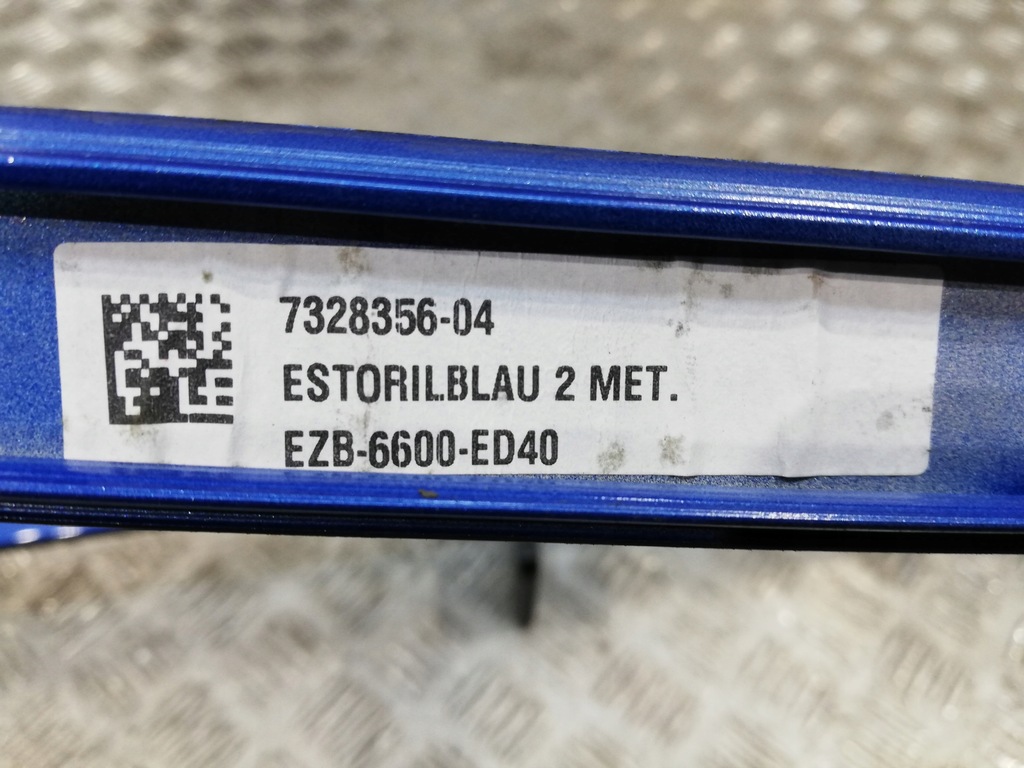 7328356-04
ESTORILBLAU 2 MET.
EZB-6600-ED40